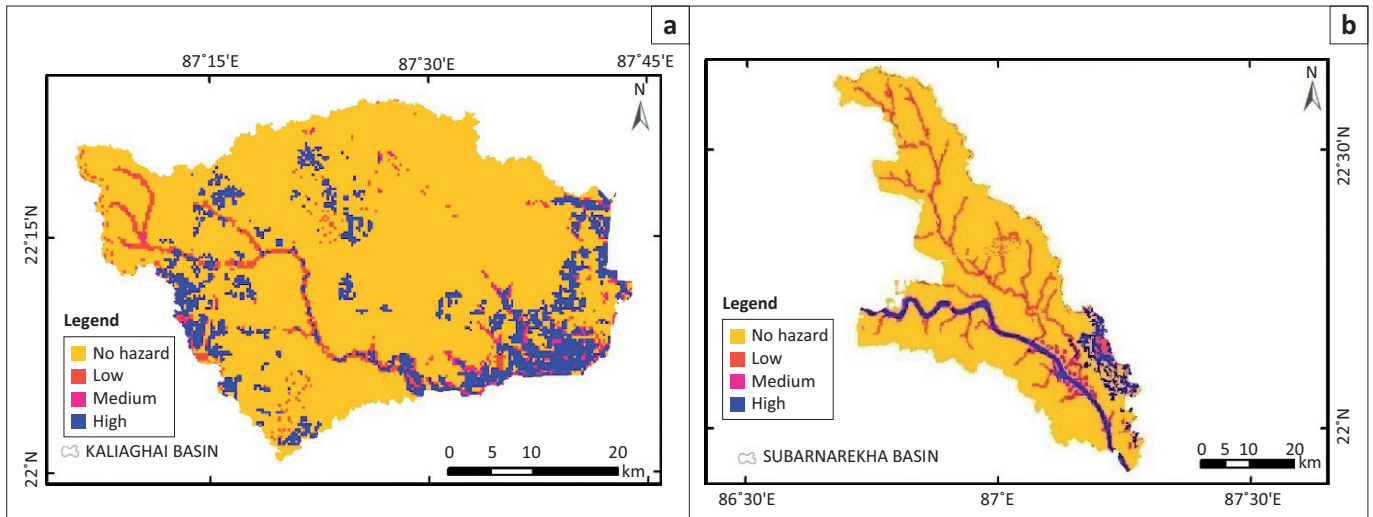 a
87˚15'E
87˚30'E
87˚45'E
N
22˚15'N
22˚N
Legend
No hazard
Low
Medium
High
KALIAGHAI BASIN
0 5 10 20
km
b
N
22˚30'N
22˚N
Legend
No hazard
Low
Medium
High
SUBARNAREKHA BASIN
0 5 10 20
km
86˚30'E
87˚E
87˚30'E